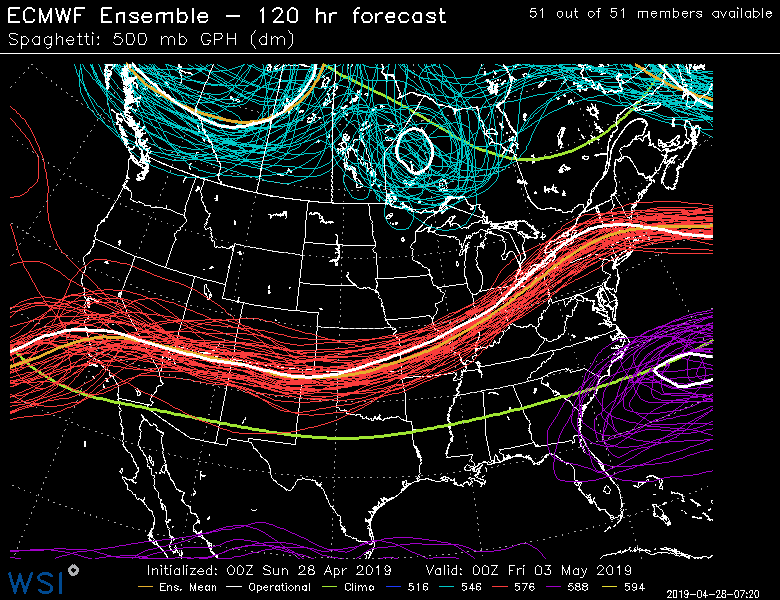 ECMWF Ensemble – 120 hr forecast
51 out of 51 members available
Spaghetti: 500 mb GPH (dm)
Initialized: 00Z Sun 28 Apr 2019 Valid: 00Z Fri 03 May 2019
WSI
Ens. Mean Operational Climo 516 546 576 588 594
2019-04-28-07:20